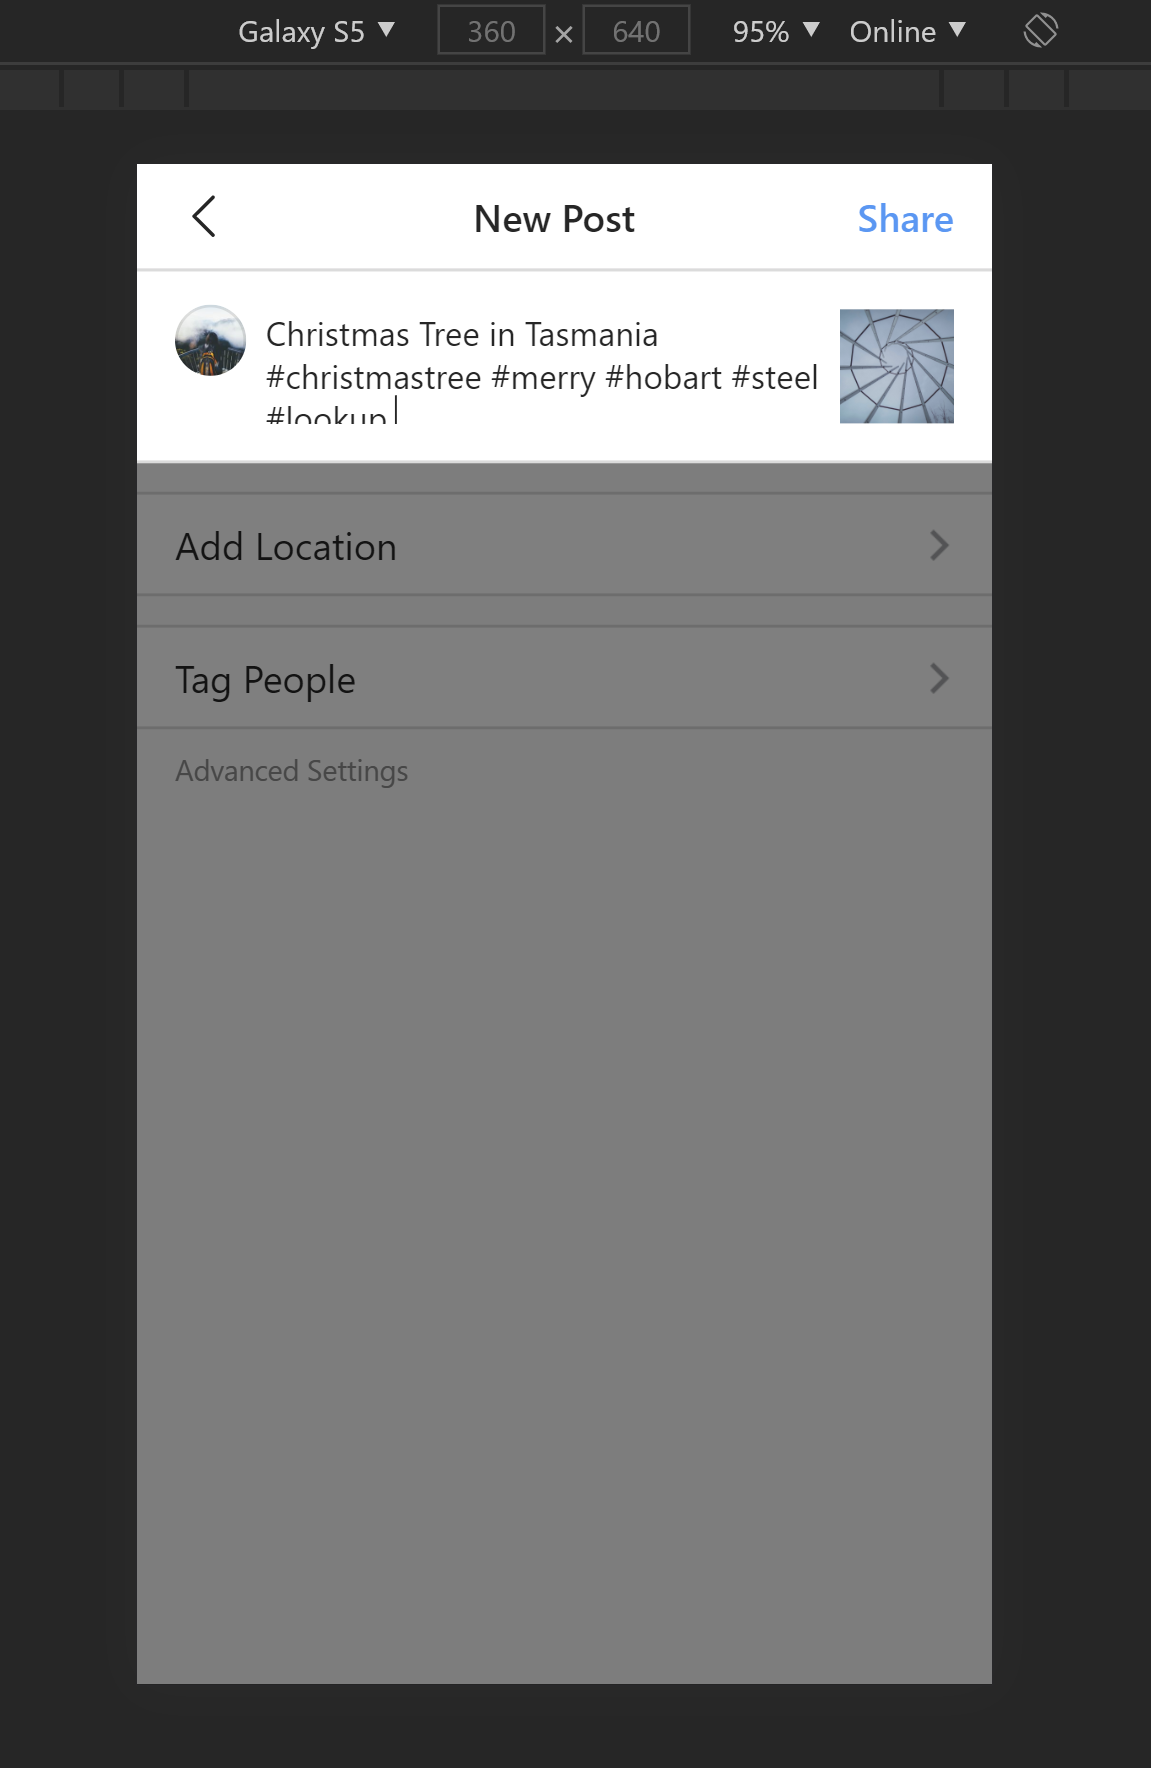 Galaxy S5 ▼ 360 × 640 95% ▼ Online ▼
New Post Share
Christmas Tree in Tasmania
#christmastree #merry #hobart #steel
#lookup
Add Location
Tag People
Advanced Settings